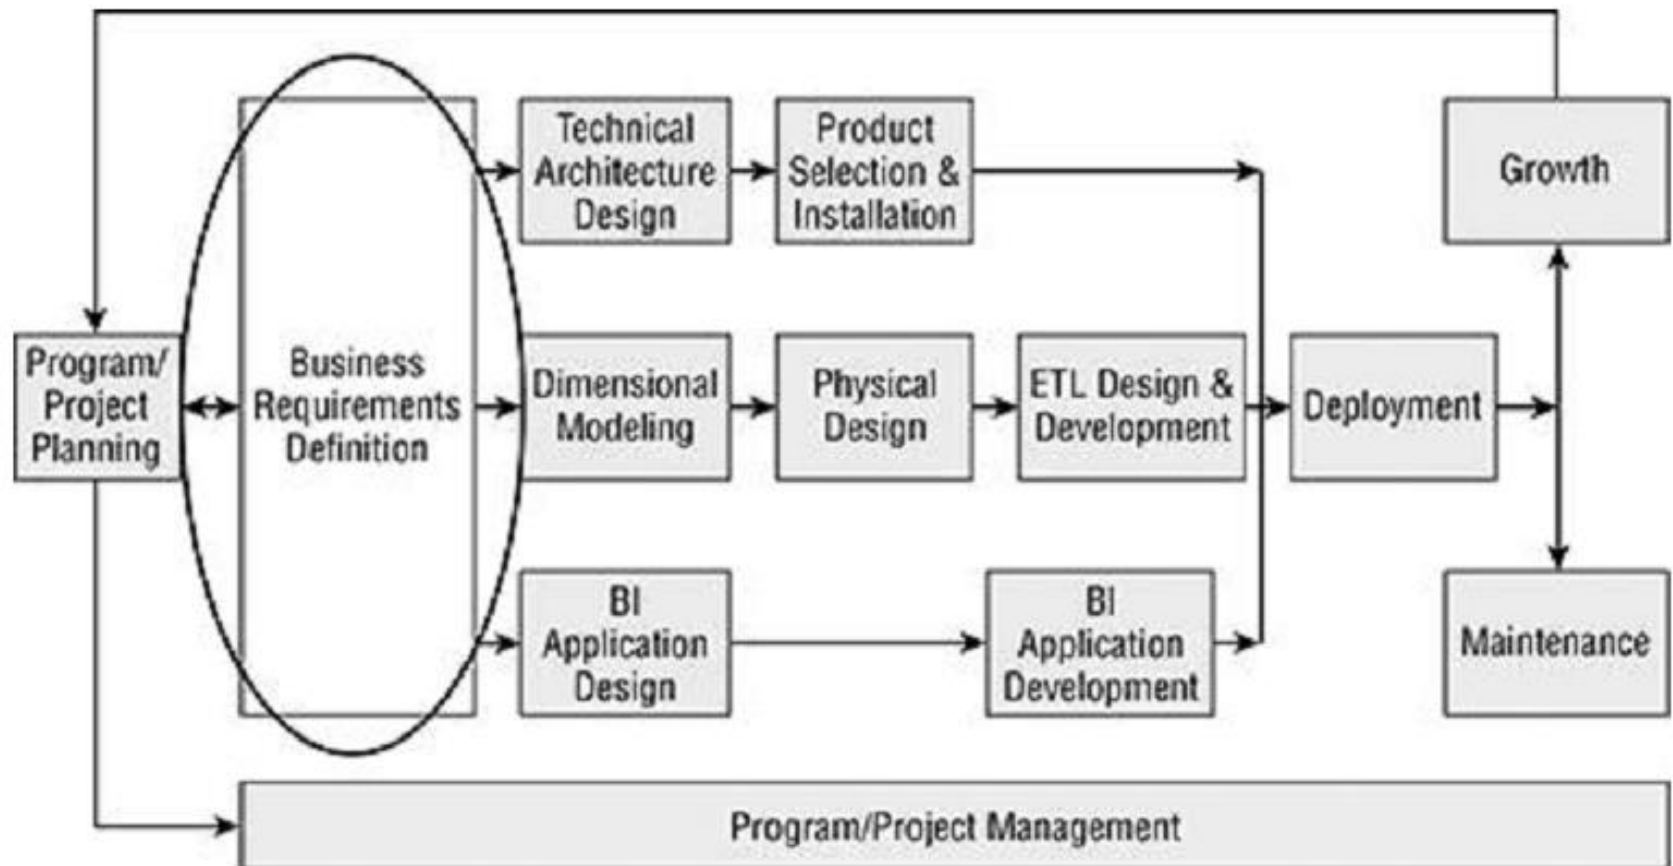 Technical
Architecture
Design
Product
Selection &
Installation
Growth
Program/
Project
Planning
Business
Requirements
Definition
Dimensional
Modeling
Physical
Design
ETL Design &
Development
Deployment
BI
Application
Design
BI
Application
Development
Maintenance
Program/Project Management